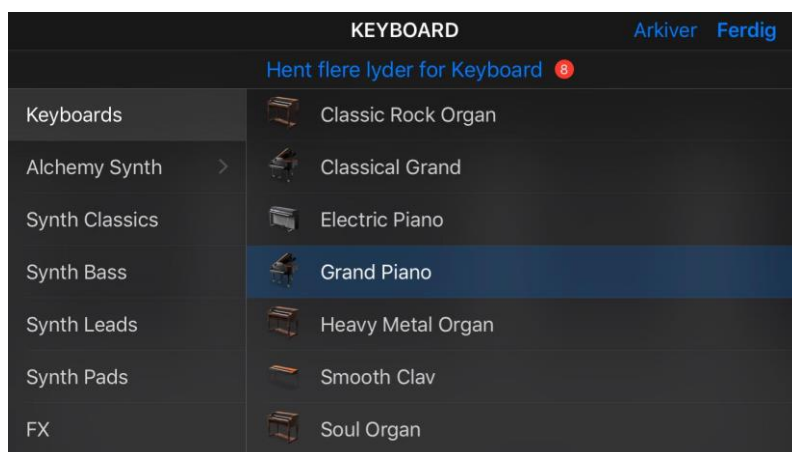 KEYBOARD
Arkiver Ferdig
Hent flere lyder for Keyboard 8
Keyboards
Alchemy Synth
Synth Classics
Synth Bass
Synth Leads
Synth Pads
FX
Classic Rock Organ
Classical Grand
Electric Piano
Grand Piano
Heavy Metal Organ
Smooth Clav
Soul Organ